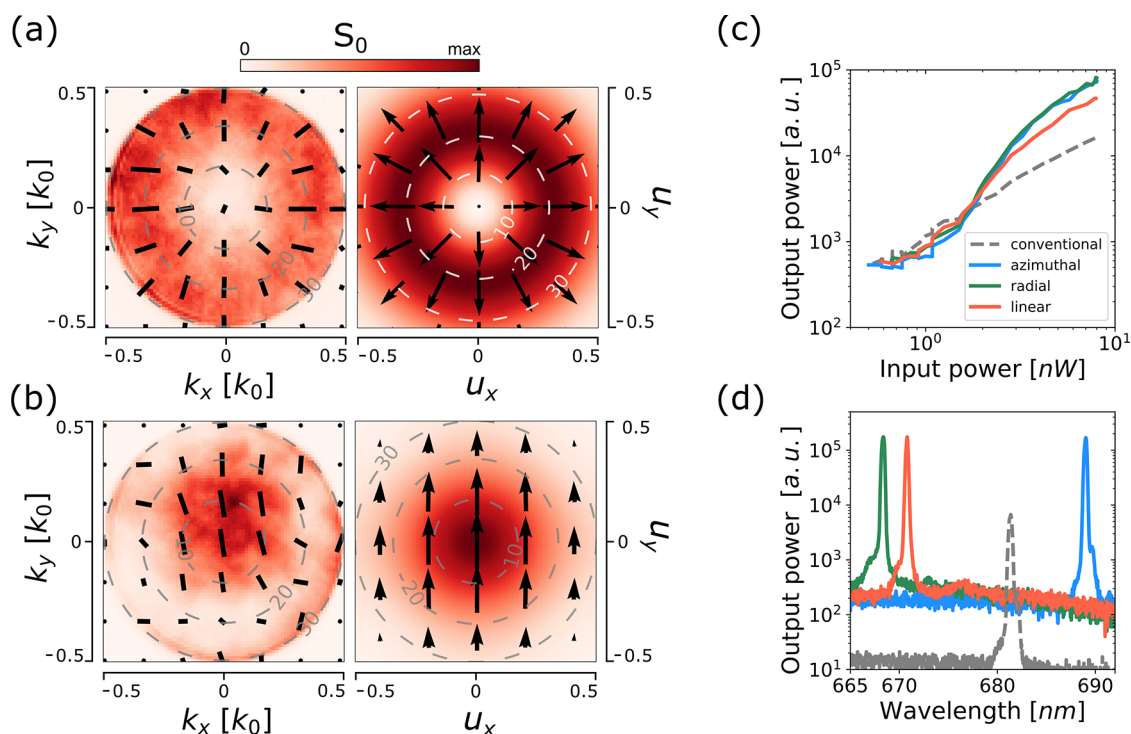 (a)
S0
0 max
0.5
0
-0.5
ky [k0]
10
20
30
-0.5 0 0.5
kx [k0]
10
20
30
0.5
0
-0.5
uy
-0.5 0 0.5
ux
(b)
0.5
0
-0.5
ky [k0]
20
30
-0.5 0 0.5
kx [k0]
30
10
20
0.5
0
-0.5
uy
-0.5 0 0.5
ux
(c)
Output power [a. u.]
10^5
10^4
10^3
10^2
conventional
azimuthal
radial
linear
10^0 10^1
Input power [nW]
(d)
Output power [a. u.]
10^5
10^4
10^3
10^2
10^1
665 670 680 690
Wavelength [nm]